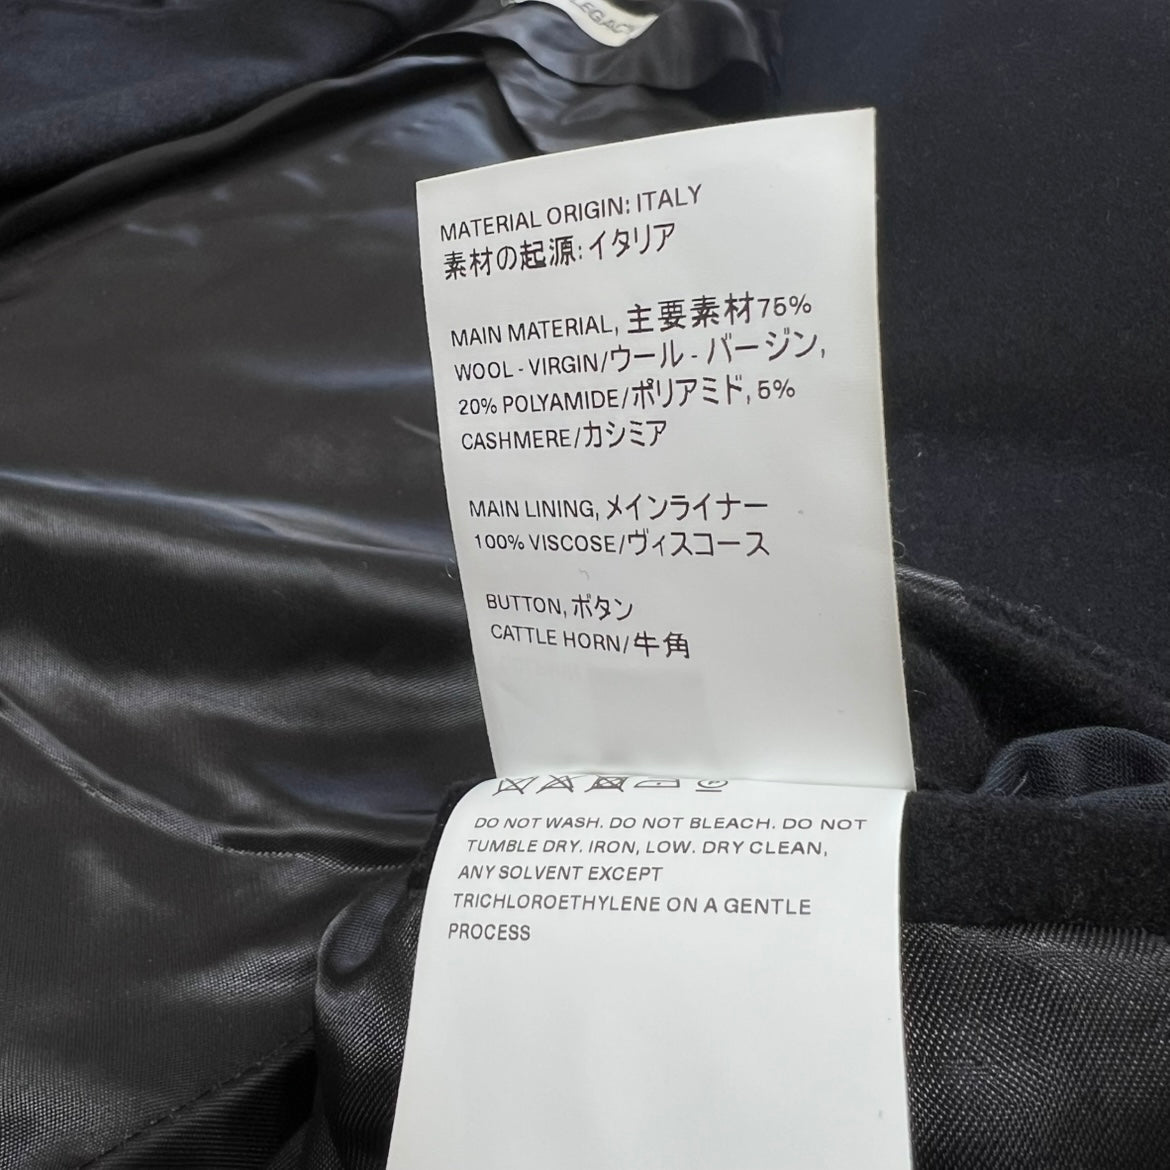 LEGACY
MATERIAL ORIGIN: ITALY
素材の起源: イタリア
MAIN MATERIAL, 主要素材75%
WOOL - VIRGIN/ウール - バージン,
20% POLYAMIDE/ポリアミド, 5%
CASHMERE/カシミア
MAIN LINING, メインライナー
100% VISCOSE/ヴィスコース
BUTTON, ボタン
CATTLE HORN/牛角
DO NOT WASH. DO NOT BLEACH. DO NOT
TUMBLE DRY. IRON, LOW. DRY CLEAN,
ANY SOLVENT EXCEPT
TRICHLOROETHYLENE ON A GENTLE
PROCESS